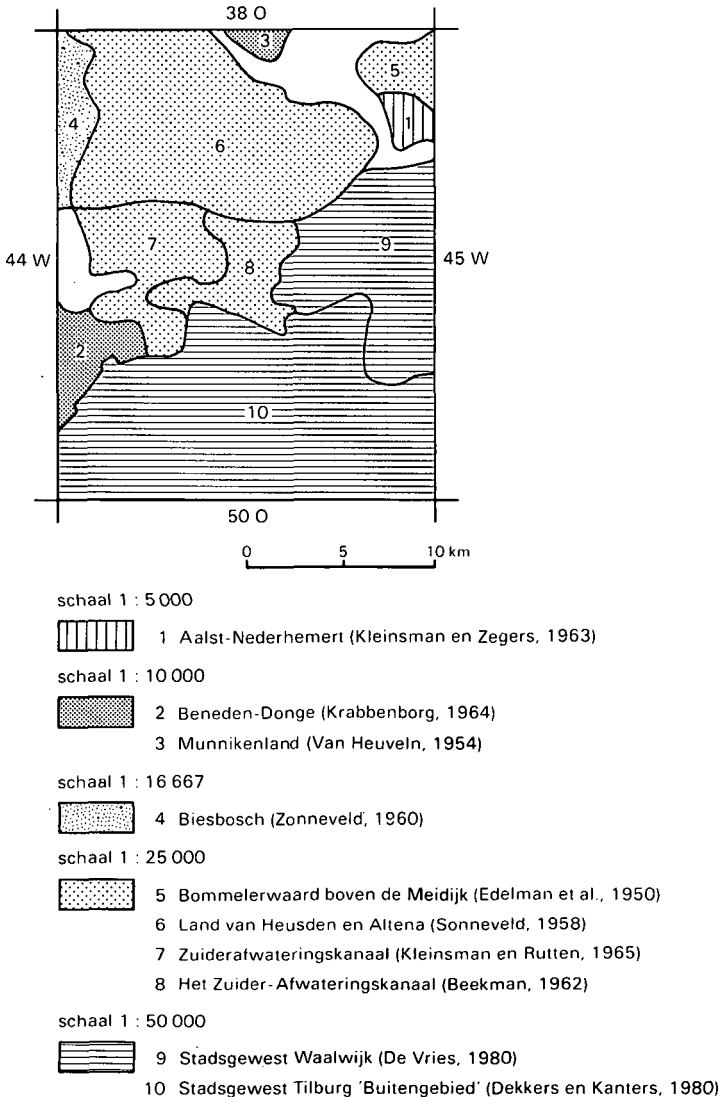 38 O
3
5
4
1
6
7
9
44 W
8
45 W
2
10
50 O
0 5 10 km
schaal 1 : 5 000
1 Aalst-Nederhemert (Kleinsman en Zegers, 1963)
schaal 1 : 10 000
2 Beneden-Donge (Krabbenborg, 1964)
3 Munnikenland (Van Heuveln, 1954)
schaal 1 : 16 667
4 Biesbosch (Zonneveld, 1960)
schaal 1 : 25 000
5 Bommelerwaard boven de Meidijk (Edelman et al., 1950)
6 Land van Heusden en Altena (Sonneveld, 1958)
7 Zuiderafwateringskanaal (Kleinsman en Rutten, 1965)
8 Het Zuider-Afwateringskanaal (Beekman, 1962)
schaal 1 : 50 000
9 Stadsgewest Waalwijk (De Vries, 1980)
10 Stadsgewest Tilburg 'Buitengebied' (Dekkers en Kanters, 1980)